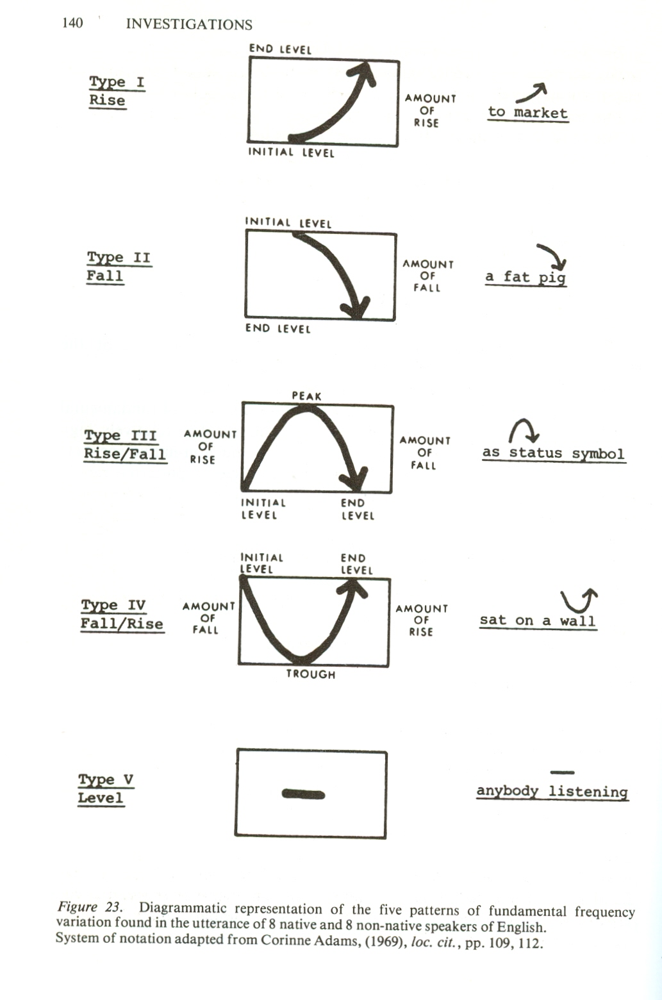 140 INVESTIGATIONS
END LEVEL
Type I
Rise
AMOUNT
OF
RISE
to market
INITIAL LEVEL
INITIAL LEVEL
Type II
Fall
AMOUNT
OF
FALL
a fat pig
END LEVEL
PEAK
Type III
Rise/Fall
AMOUNT
OF
RISE
AMOUNT
OF
FALL
as status symbol
INITIAL
LEVEL
END
LEVEL
INITIAL
LEVEL
END
LEVEL
Type IV
Fall/Rise
AMOUNT
OF
FALL
AMOUNT
OF
RISE
sat on a wall
TROUGH
Type V
Level
anybody listening
Figure 23. Diagrammatic representation of the five patterns of fundamental frequency
variation found in the utterance of 8 native and 8 non-native speakers of English.
System of notation adapted from Corinne Adams, (1969), loc. cit., pp. 109, 112.